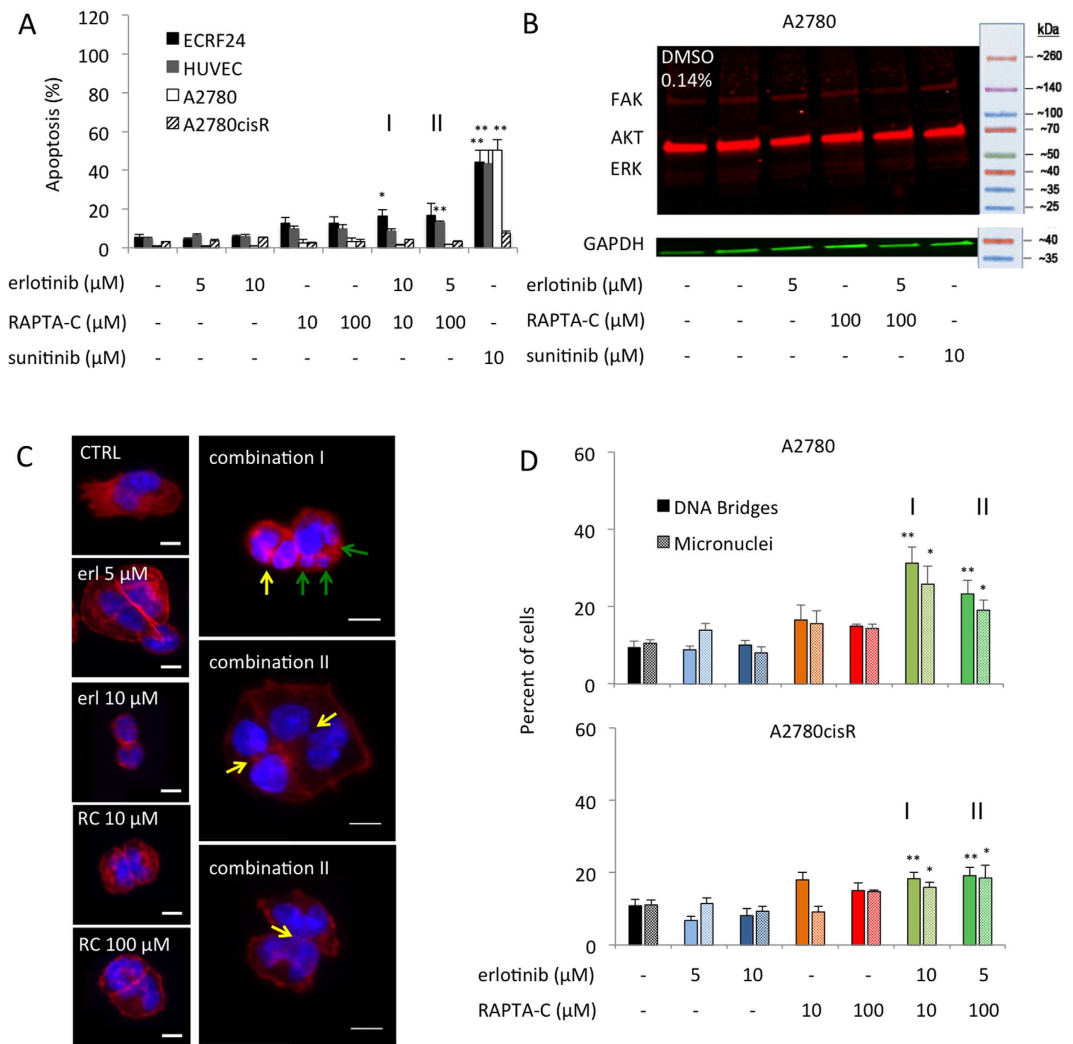 A
120
100
80
60
40
20
0
Apoptosis (%)
ECRF24
HUVEC
A2780
A2780cisR
I II
* ** ** ** **
erlotinib (μM) - 5 10 - - 10 5 -
RAPTA-C (μM) - - - 10 100 10 100 -
sunitinib (μM) - - - - - - - 10
B
A2780
DMSO
0.14%
FAK
AKT
ERK
GAPDH
kDa
~260
~140
~100
~70
~50
~40
~35
~25
~40
~35
erlotinib (μM) - - 5 - 5 -
RAPTA-C (μM) - - - 100 100 -
sunitinib (μM) - - - - - 10
C
CTRL
erl 5 μM
erl 10 μM
RC 10 μM
RC 100 μM
combination I
combination II
combination II
D
A2780
60
40
20
0
DNA Bridges
Micronuclei
I II
** * ** *
Percent of cells
A2780cisR
60
40
20
0
I II
** * ** *
erlotinib (μM) - 5 10 - - 10 5
RAPTA-C (μM) - - - 10 100 10 100